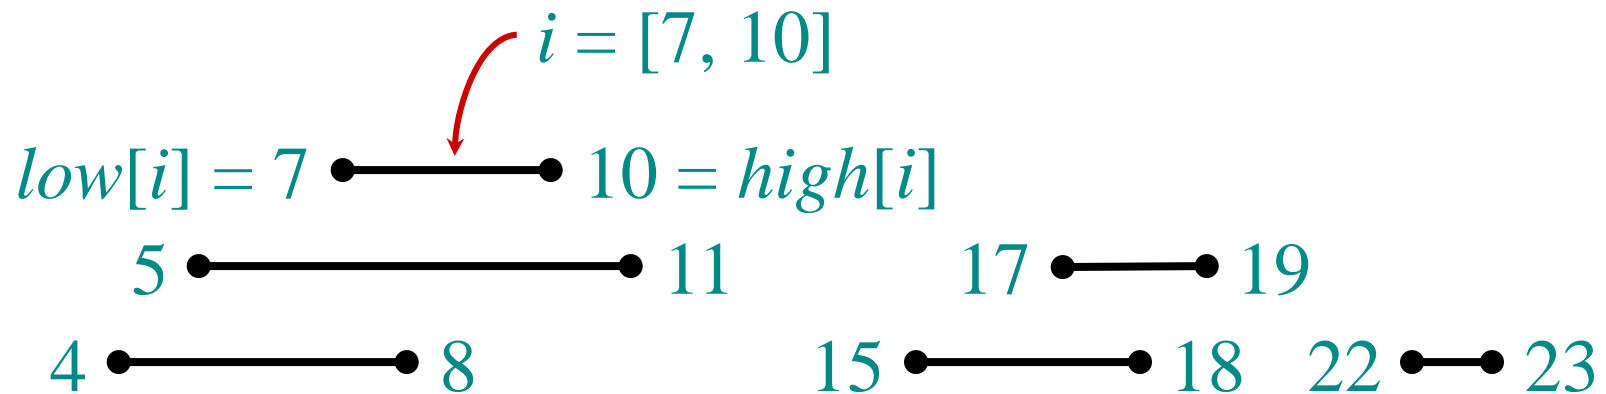 i = [7, 10]
low[i] = 7 10 = high[i]
5 11 17 19
4 8 15 18 22 23